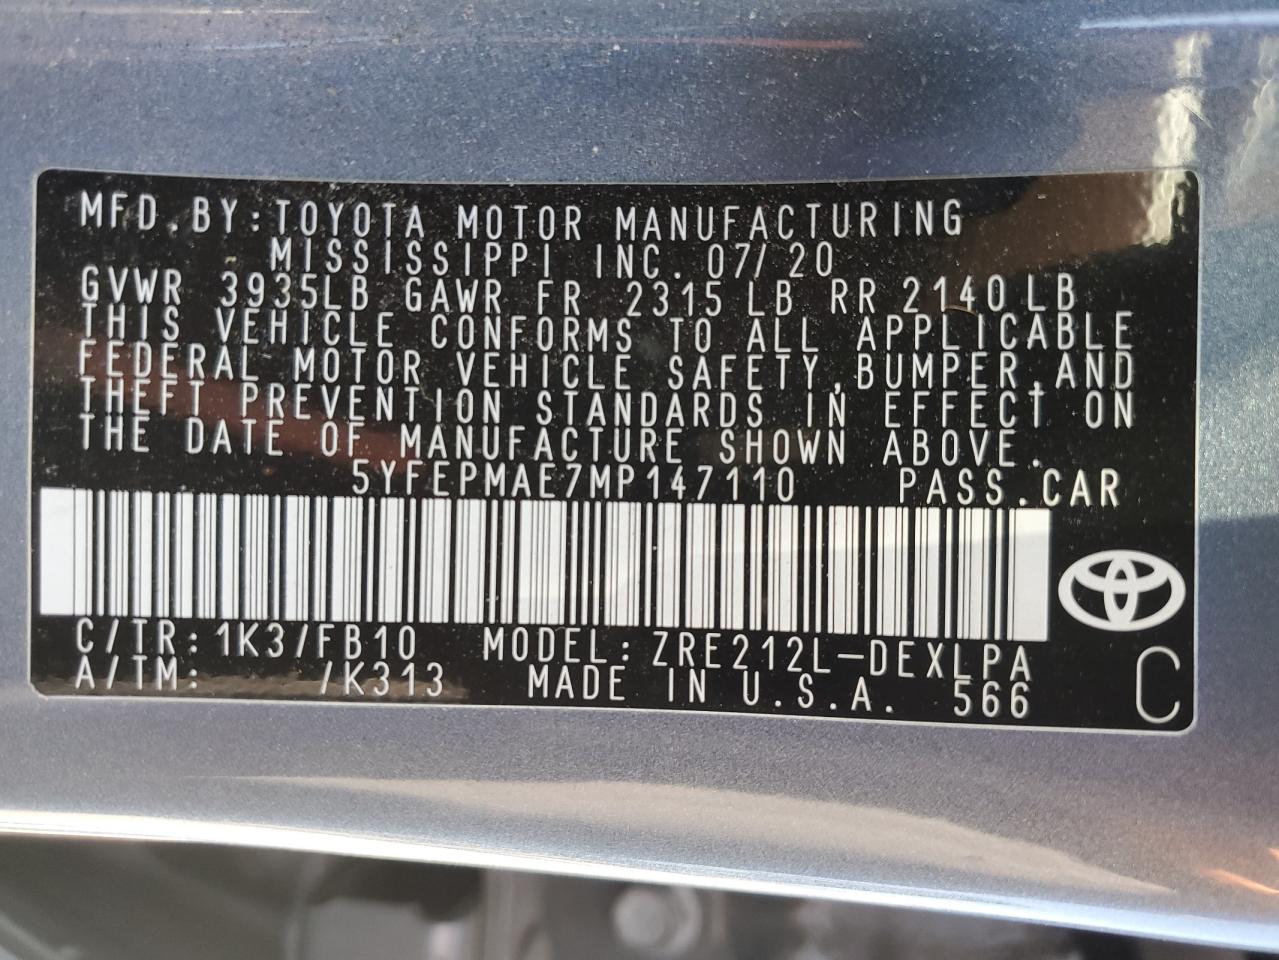 MFD.BY:TOYOTA MOTOR MANUFACTURING
MISSISSIPPI INC. 07/20
GVWR 3935LB GAWR FR 2315LB RR 2140LB
THIS VEHICLE CONFORMS TO ALL APPLICABLE
FEDERAL MOTOR VEHICLE SAFETY,BUMPER,AND
THEFT PREVENTION STANDARDS IN EFFECT ON
THE DATE OF MANUFACTURE SHOWN ABOVE.
5YFEPMAE7MP147110 PASS.CAR
C/TR:1K3/FB10 MODEL:ZRE212L-DEXLPA
A/TM: /K313 MADE IN U.S.A. 566
C